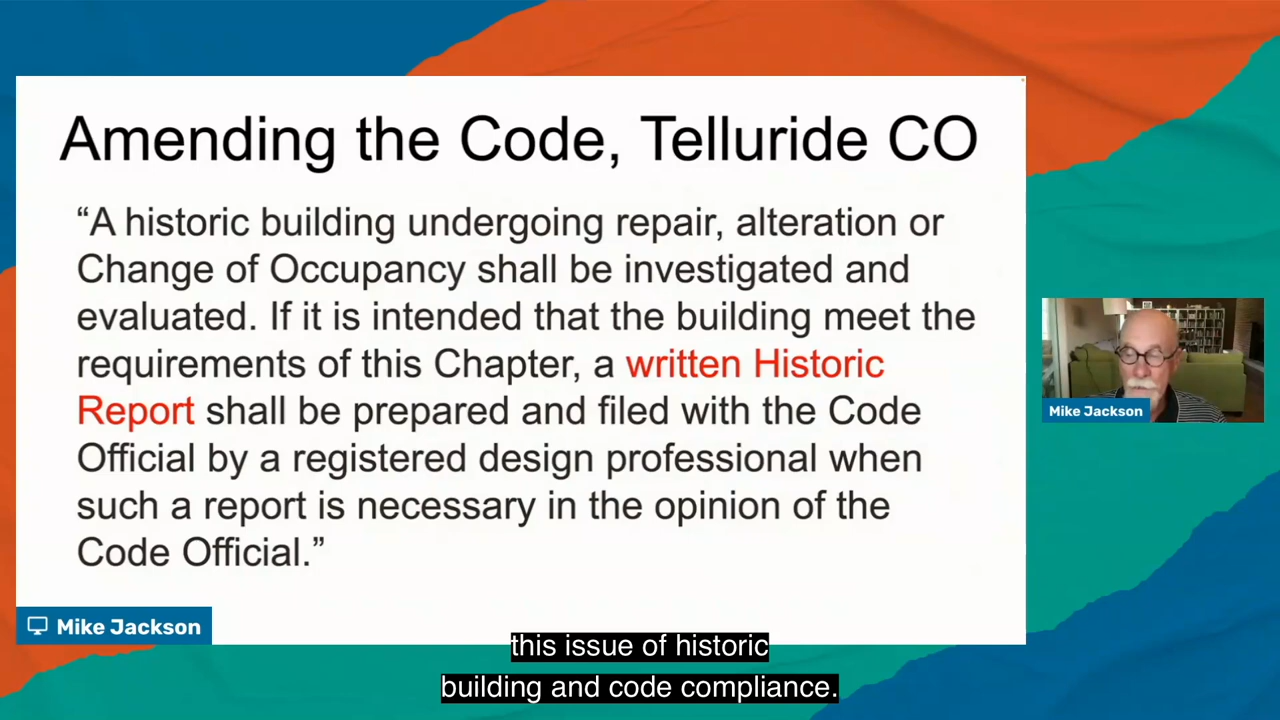 Amending the Code, Telluride CO
“A historic building undergoing repair, alteration or
Change of Occupancy shall be investigated and
evaluated. If it is intended that the building meet the
requirements of this Chapter, a written Historic
Report shall be prepared and filed with the Code
Official by a registered design professional when
such a report is necessary in the opinion of the
Code Official.”
Mike Jackson
Mike Jackson
this issue of historic
building and code compliance.